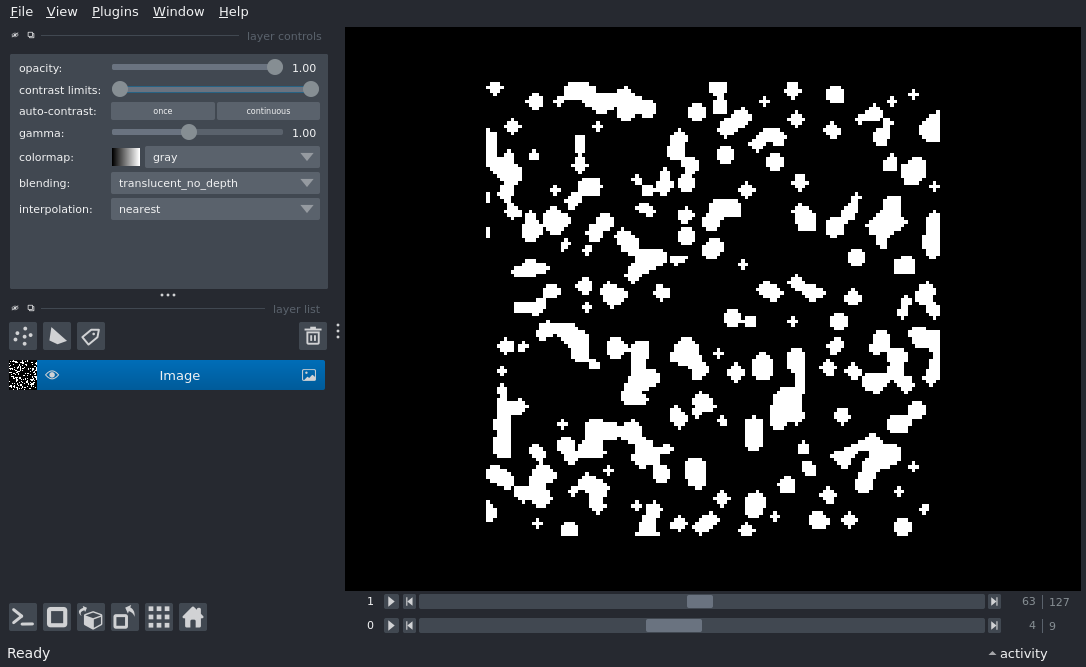 File View Plugins Window Help
layer controls
opacity: 1.00
contrast limits:
auto-contrast: once continuous
gamma: 1.00
colormap: gray
blending: translucent_no_depth
interpolation: nearest
layer list
Image
1 63 127
0 4 9
Ready activity